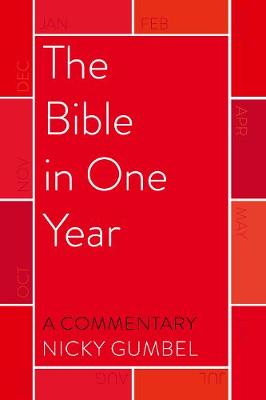 JAN
FEB
DEC
The
Bible
in One
Year
APR
NOV
MAY
OCT
A COMMENTARY
NICKY GUMBEL
AUG
JUL